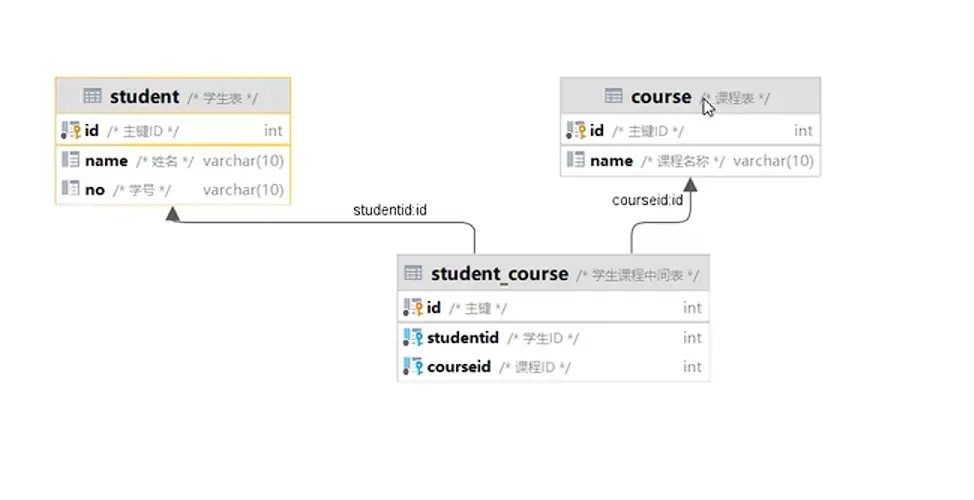 student /* 学生表 */
id /* 主键ID */ int
name /* 姓名 */ varchar(10)
no /* 学号 */ varchar(10)
course /* 课程表 */
id /* 主键ID */ int
name /* 课程名称 */ varchar(10)
studentid:id
courseid:id
student_course /* 学生课程中间表 */
id /* 主键 */ int
studentid /* 学生ID */ int
courseid /* 课程ID */ int